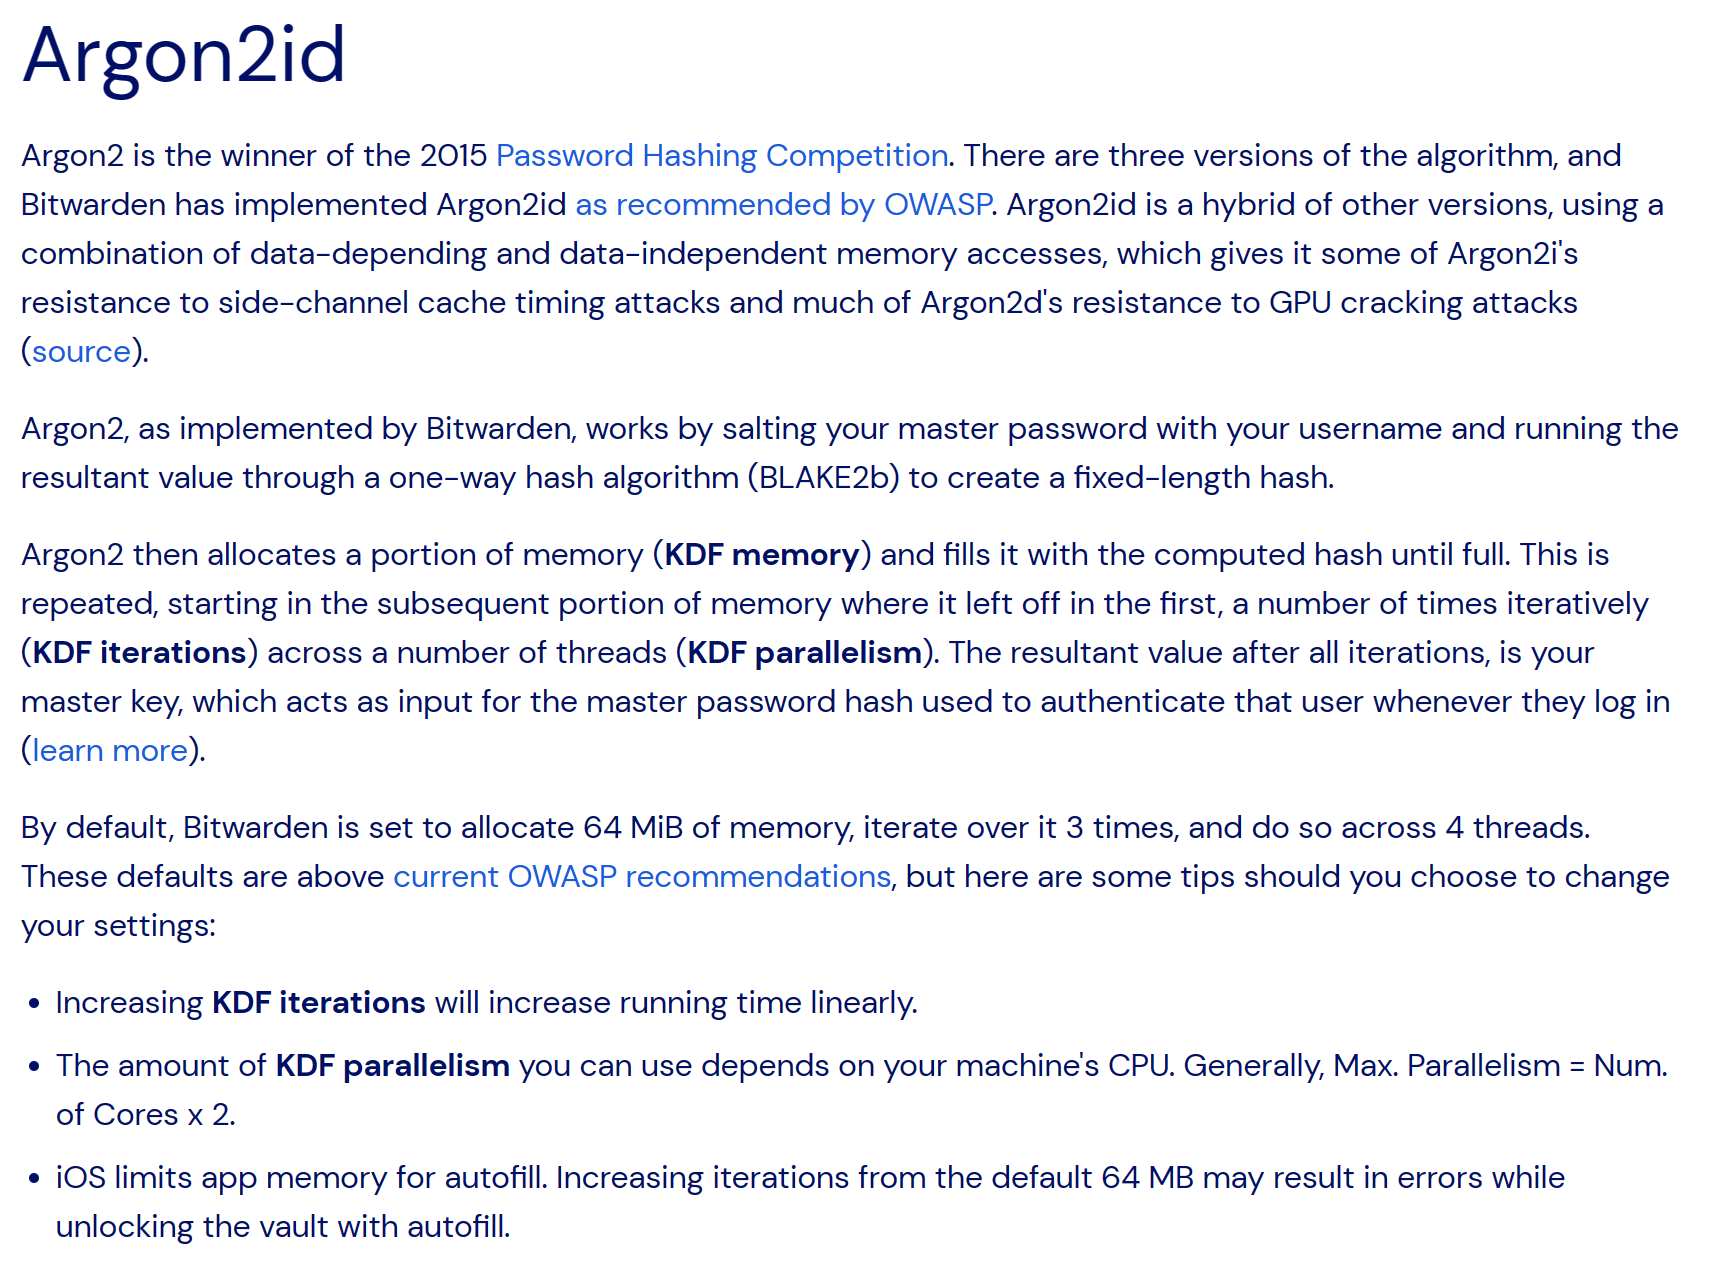 Argon2id
Argon2 is the winner of the 2015 Password Hashing Competition. There are three versions of the algorithm, and
Bitwarden has implemented Argon2id as recommended by OWASP. Argon2id is a hybrid of other versions, using a
combination of data-depending and data-independent memory accesses, which gives it some of Argon2i's
resistance to side-channel cache timing attacks and much of Argon2d's resistance to GPU cracking attacks
(source).
Argon2, as implemented by Bitwarden, works by salting your master password with your username and running the
resultant value through a one-way hash algorithm (BLAKE2b) to create a fixed-length hash.
Argon2 then allocates a portion of memory (KDF memory) and fills it with the computed hash until full. This is
repeated, starting in the subsequent portion of memory where it left off in the first, a number of times iteratively
(KDF iterations) across a number of threads (KDF parallelism). The resultant value after all iterations, is your
master key, which acts as input for the master password hash used to authenticate that user whenever they log in
(learn more).
By default, Bitwarden is set to allocate 64 MiB of memory, iterate over it 3 times, and do so across 4 threads.
These defaults are above current OWASP recommendations, but here are some tips should you choose to change
your settings:
• Increasing KDF iterations will increase running time linearly.
• The amount of KDF parallelism you can use depends on your machine's CPU. Generally, Max. Parallelism = Num.
of Cores x 2.
• iOS limits app memory for autofill. Increasing iterations from the default 64 MB may result in errors while
unlocking the vault with autofill.